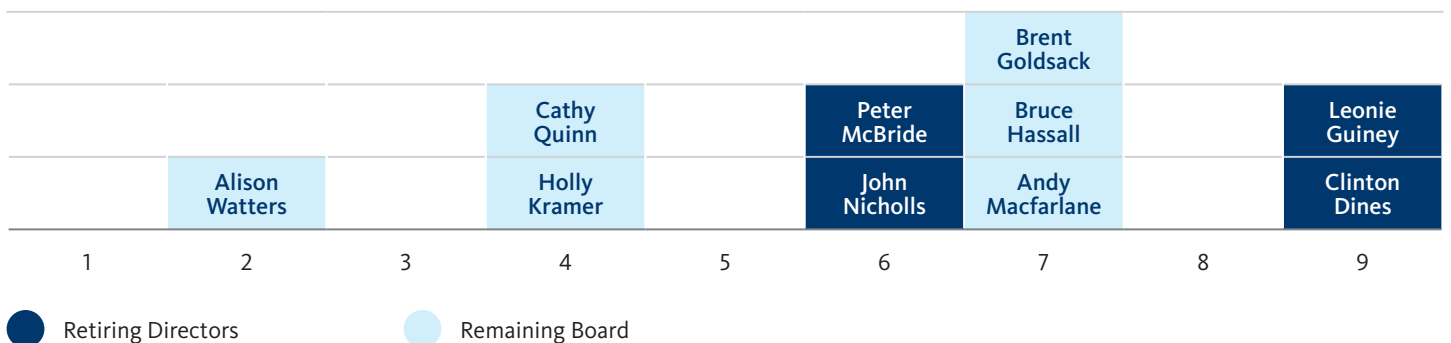 Brent
Goldsack
Cathy
Quinn
Peter
McBride
Bruce
Hassall
Leonie
Guiney
Alison
Watters
Holly
Kramer
John
Nicholls
Andy
Macfarlane
Clinton
Dines
1 2 3 4 5 6 7 8 9
Retiring Directors Remaining Board